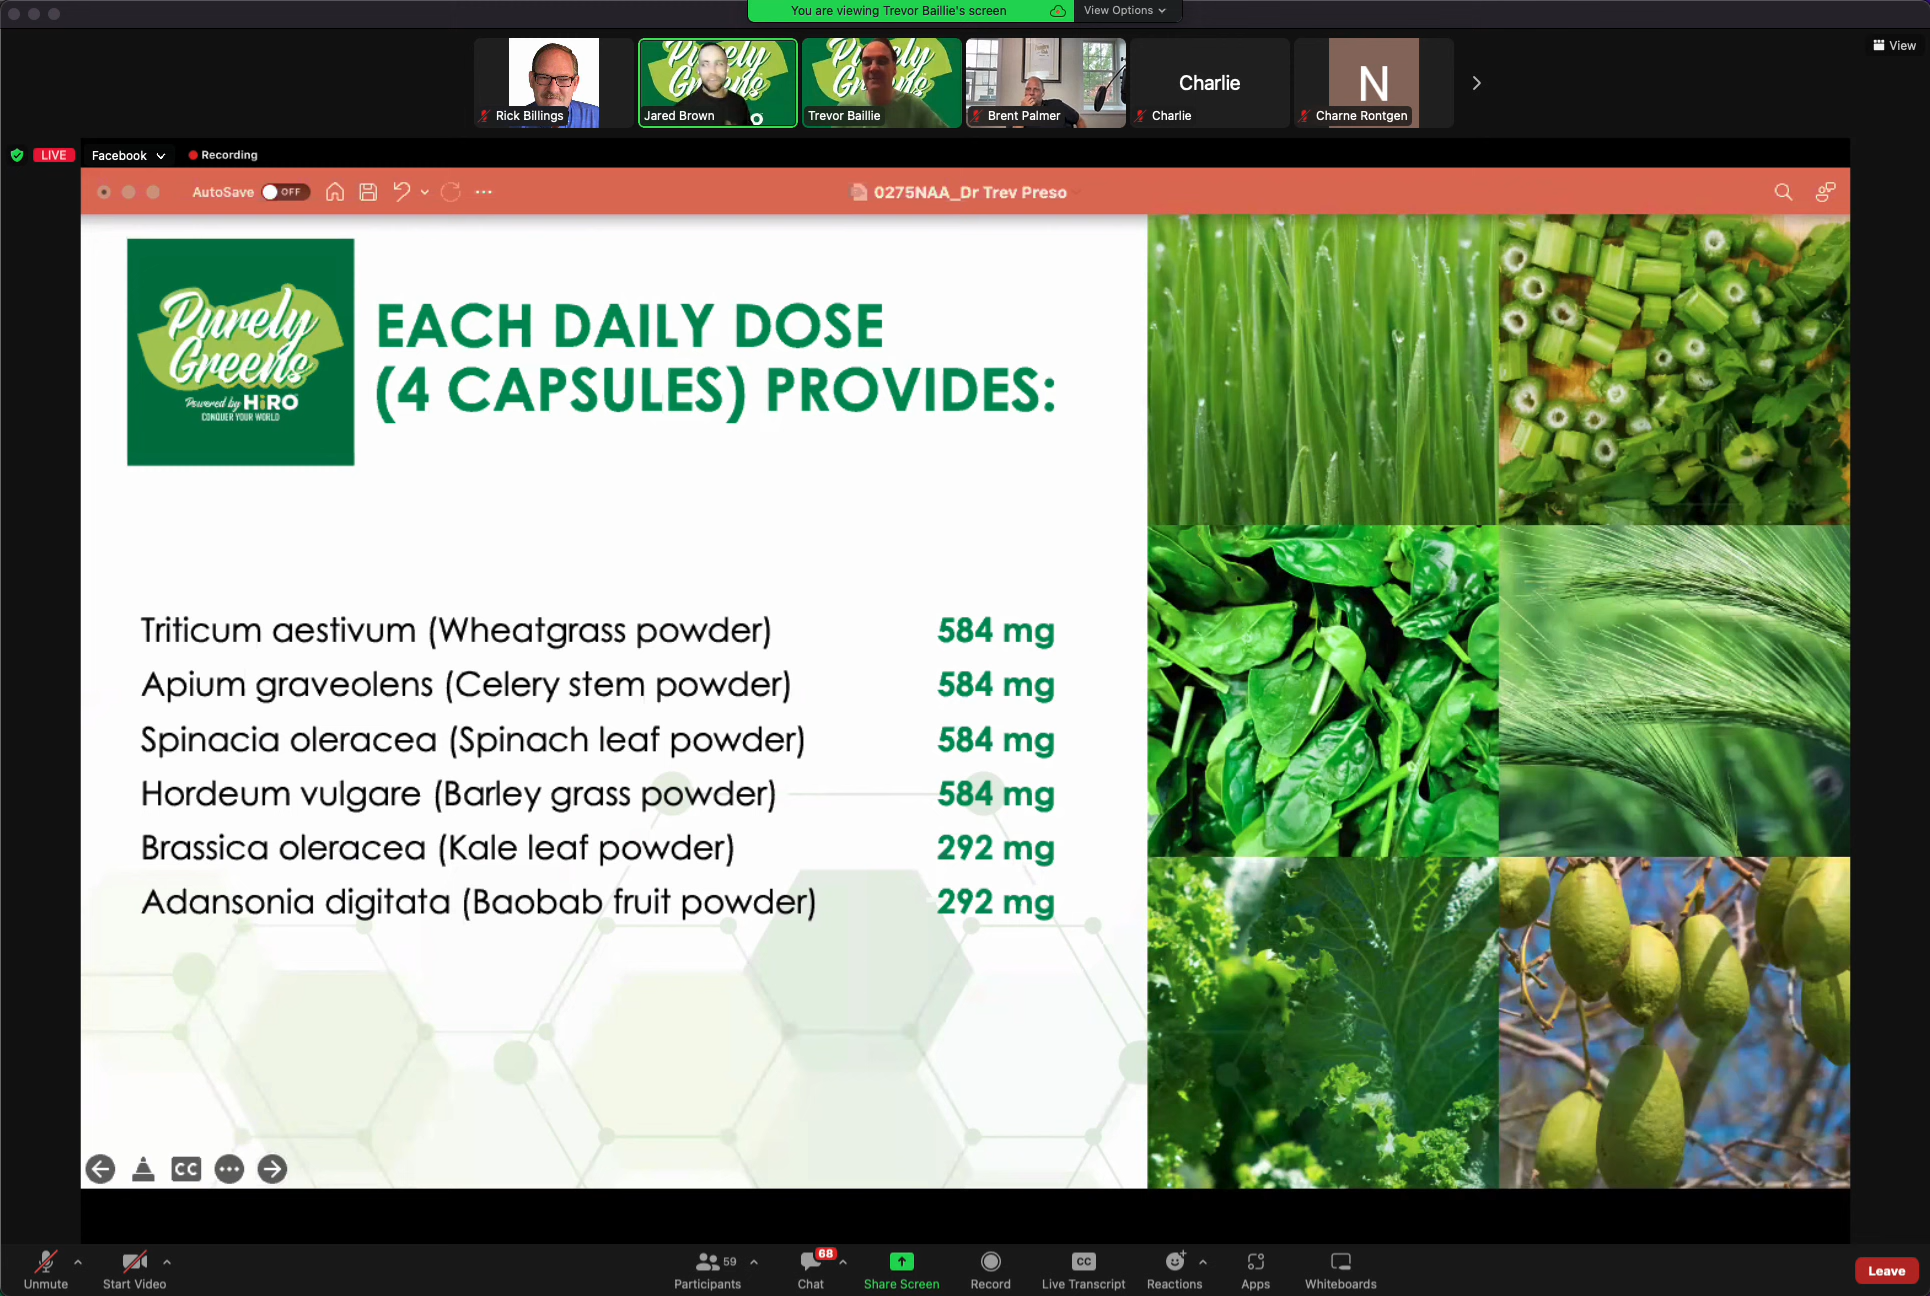 You are viewing Trevor Baillie's screen
View Options
View
Purely
Greens
Purely
Greens
Charlie
N
Rick Billings
Jared Brown
Trevor Baillie
Brent Palmer
Charlie
Charne Rontgen
LIVE
Facebook
Recording
AutoSave OFF
0275NAA_Dr Trev Preso
Purely
Greens
Powered by HiRO
CONQUER YOUR WORLD
EACH DAILY DOSE
(4 CAPSULES) PROVIDES:
Triticum aestivum (Wheatgrass powder) 584 mg
Apium graveolens (Celery stem powder) 584 mg
Spinacia oleracea (Spinach leaf powder) 584 mg
Hordeum vulgare (Barley grass powder) 584 mg
Brassica oleracea (Kale leaf powder) 292 mg
Adansonia digitata (Baobab fruit powder) 292 mg
CC
59
68
CC
Unmute
Start Video
Participants
Chat
Share Screen
Record
Live Transcript
Reactions
Apps
Whiteboards
Leave